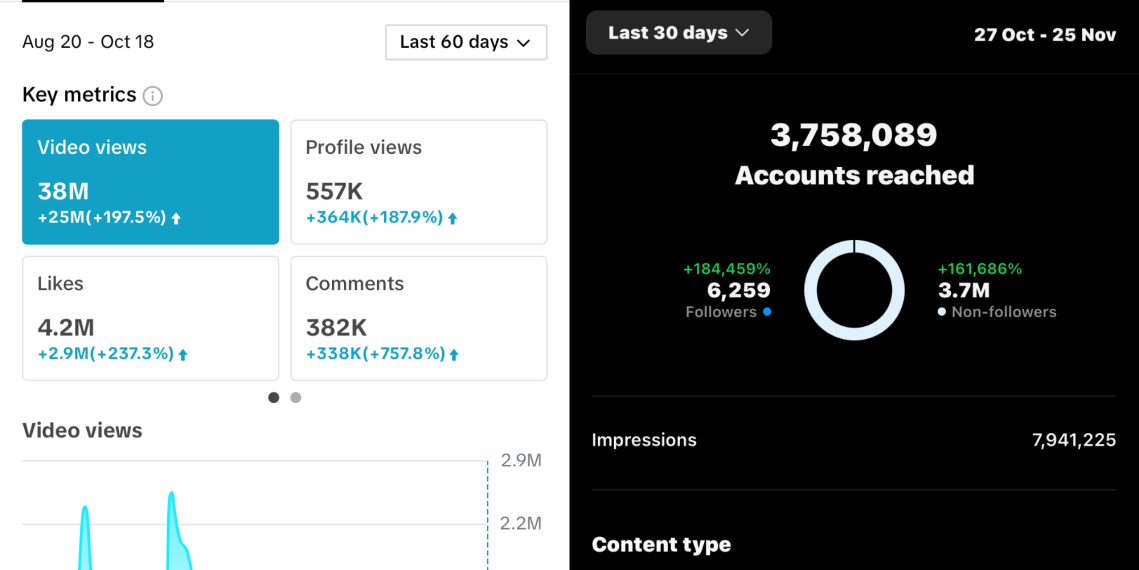 Aug 20 - Oct 18
Last 60 days
Key metrics
Video views
38M
+25M(+197.5%)
Profile views
557K
+364K(+187.9%)
Likes
4.2M
+2.9M(+237.3%)
Comments
382K
+338K(+757.8%)
Video views
2.9M
2.2M
Last 30 days
27 Oct - 25 Nov
3,758,089
Accounts reached
+184,459%
6,259
Followers
+161,686%
3.7M
Non-followers
Impressions
7,941,225
Content type